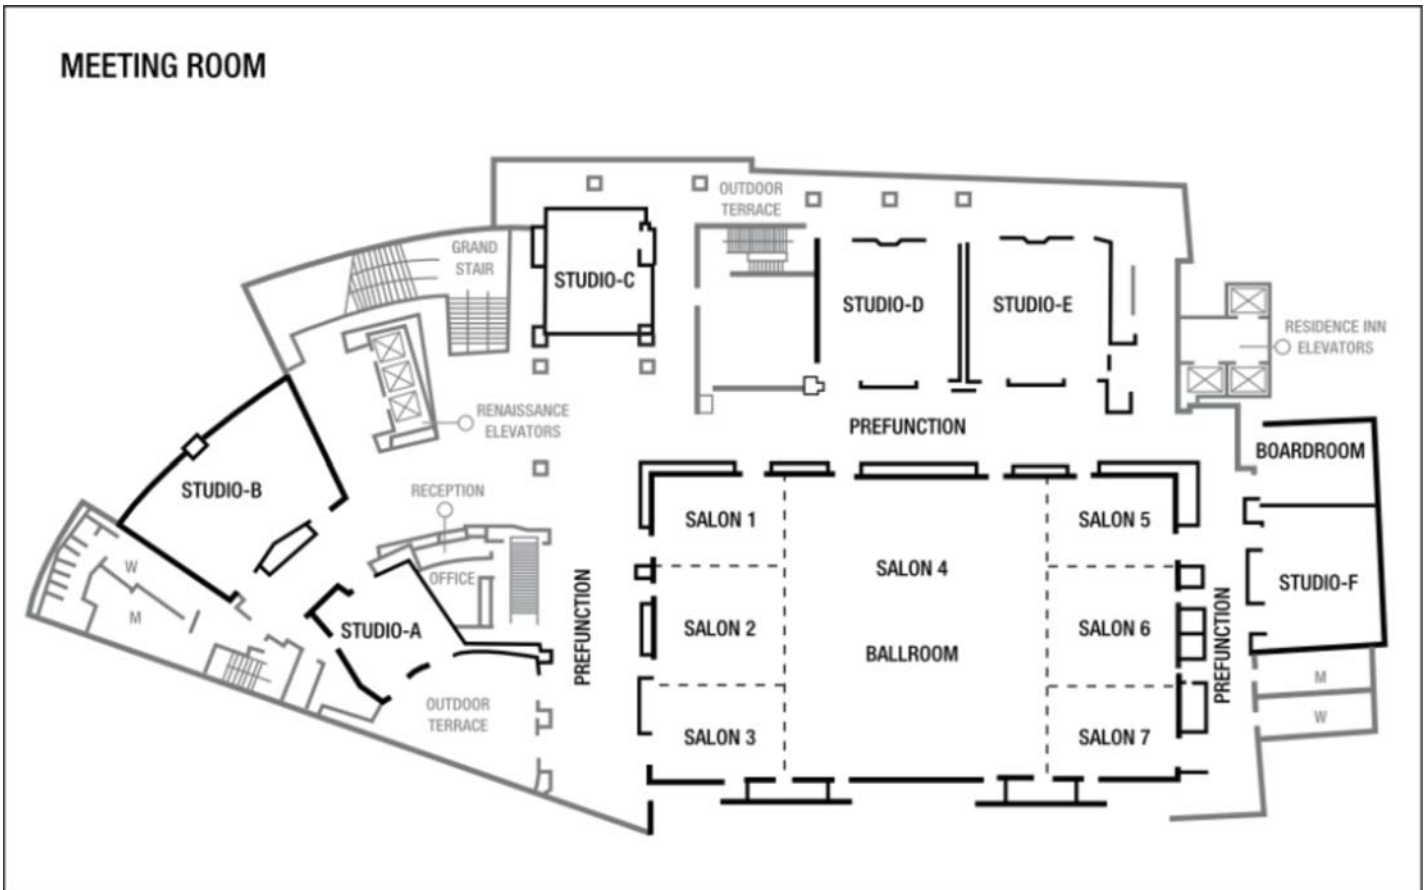 MEETING ROOM
OUTDOOR
TERRACE
GRAND
STAIR
STUDIO-C
STUDIO-D
STUDIO-E
RESIDENCE INN
ELEVATORS
RENAISSANCE
ELEVATORS
PREFUNCTION
BOARDROOM
STUDIO-B
RECEPTION
SALON 1
SALON 5
W
OFFICE
SALON 4
STUDIO-F
M
STUDIO-A
PREFUNCTION
SALON 2
SALON 6
BALLROOM
PREFUNCTION
M
OUTDOOR
TERRACE
W
SALON 3
SALON 7